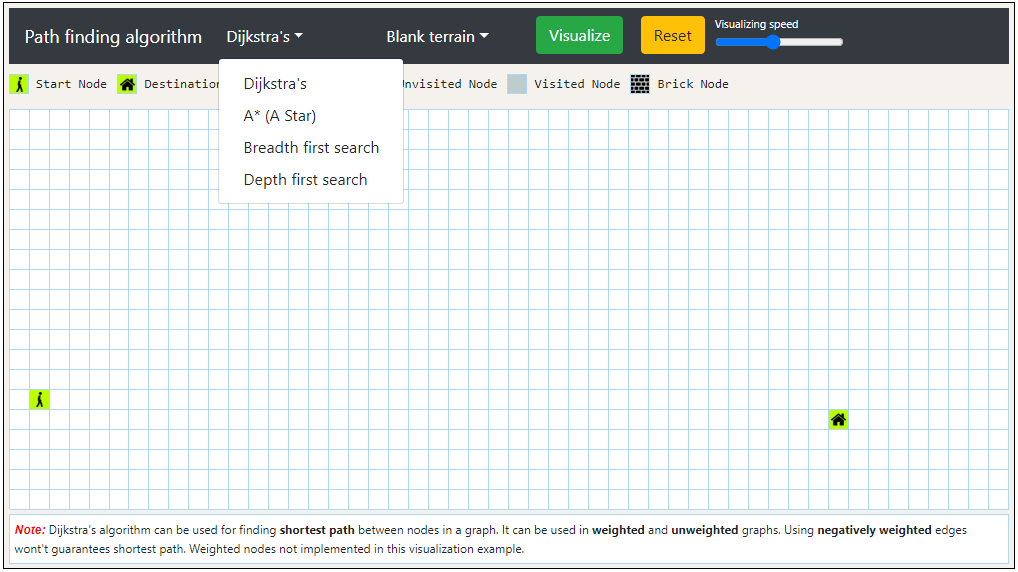 Path finding algorithm Dijkstra's Blank terrain Visualize Reset Visualizing speed
Dijkstra's
A* (A Star)
Breadth first search
Depth first search
Start Node Destination Unvisited Node Visited Node Brick Node
Note: Dijkstra's algorithm can be used for finding shortest path between nodes in a graph. It can be used in weighted and unweighted graphs. Using negatively weighted edges
wont't guarantees shortest path. Weighted nodes not implemented in this visualization example.